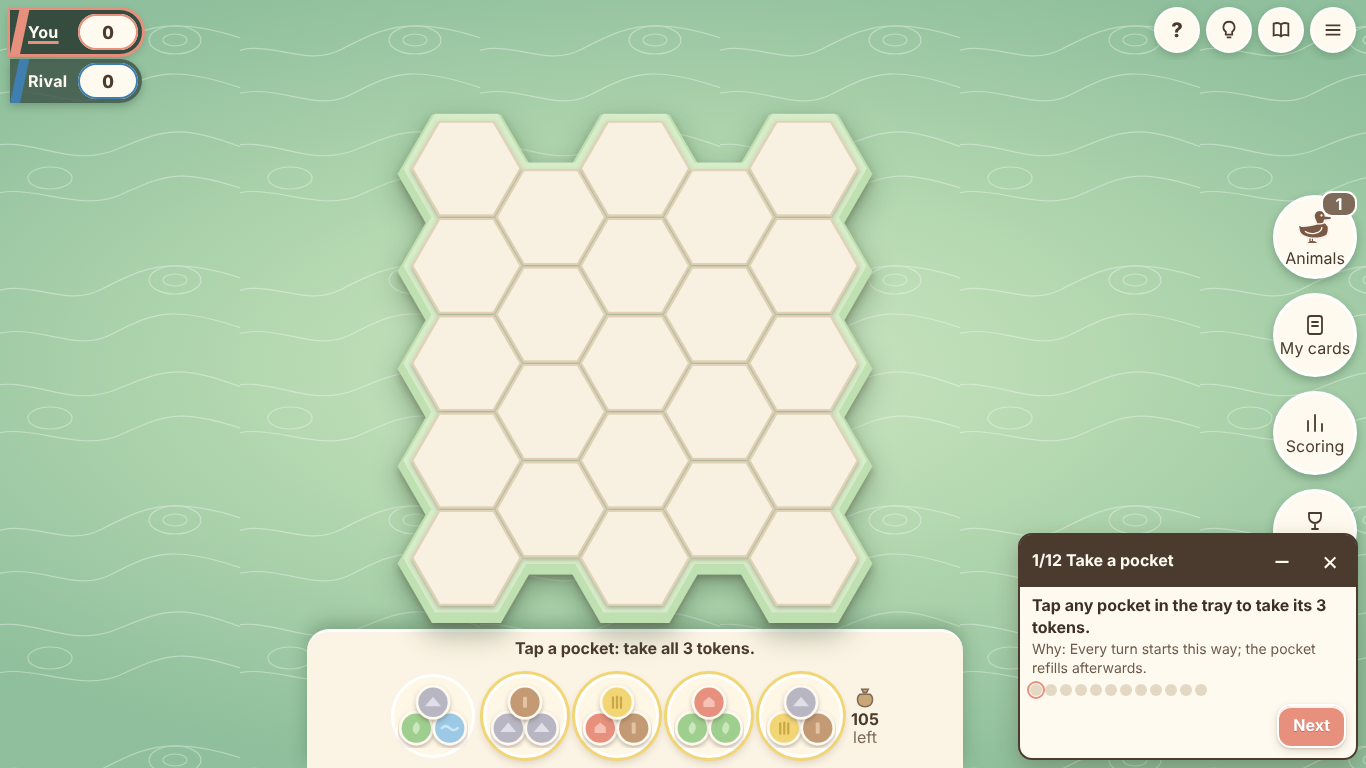 You 0
Rival 0
?
1
Animals
My cards
Scoring
1/12 Take a pocket
Tap any pocket in the tray to take its 3
tokens.
Why: Every turn starts this way; the pocket
refills afterwards.
Next
Tap a pocket: take all 3 tokens.
105
left